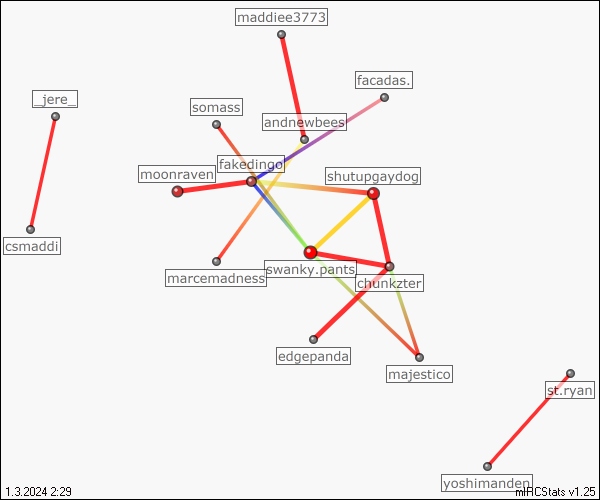 maddiee3773
facadas.
_jere_
somass
andnewbees
fakedingo
moonraven
shutupgaydog
csmaddi
marcemadness
swanky.pants
chunkzter
edgepanda
majestico
st.ryan
yoshimanden
1.3.2024 2:29
mIRCStats v1.25